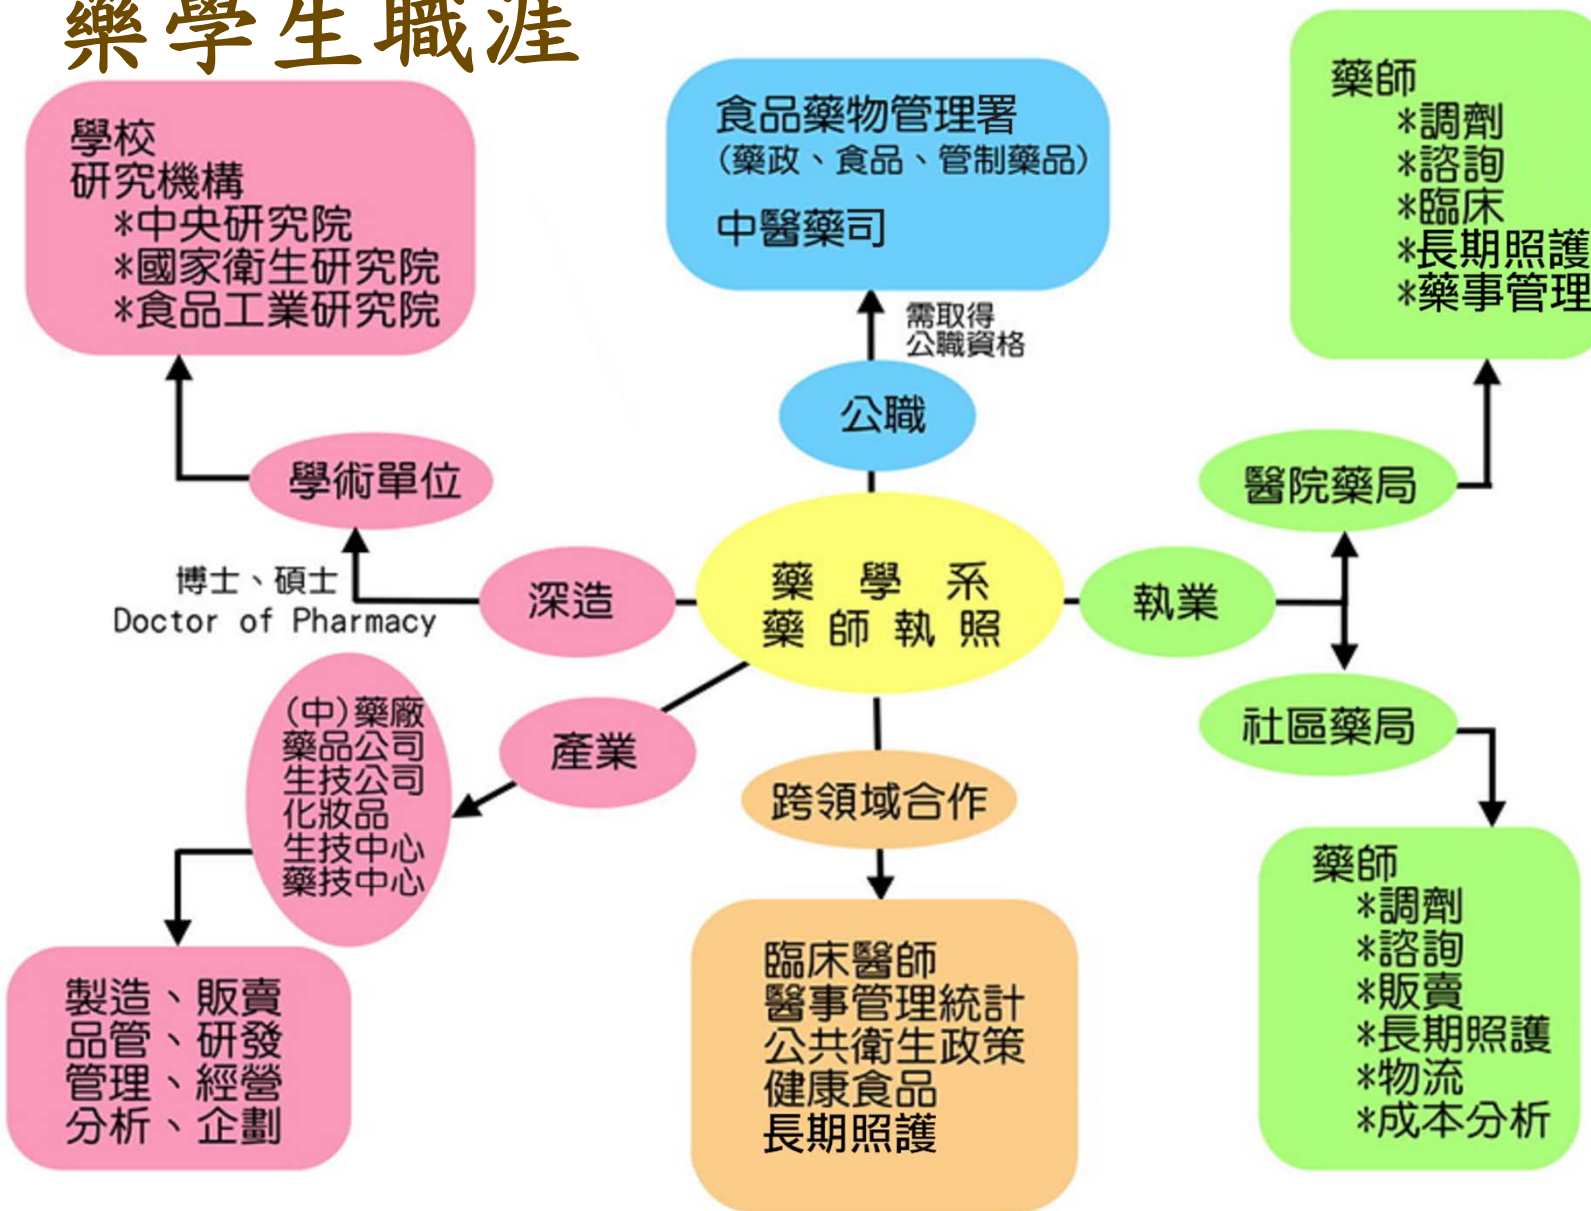 藥學生職涯
學校
研究機構
*中央研究院
*國家衛生研究院
*食品工業研究院
食品藥物管理署
(藥政、食品、管制藥品)
中醫藥司
藥師
*調劑
*諮詢
*臨床
*長期照護
*藥事管理
需取得
公職資格
公職
學術單位
醫院藥局
博士、碩士
Doctor of Pharmacy
深造
藥 學 系
藥 師 執 照
執業
(中)藥廠
藥品公司
生技公司
化妝品
生技中心
藥技中心
產業
跨領域合作
社區藥局
製造、販賣
品管、研發
管理、經營
分析、企劃
臨床醫師
醫事管理統計
公共衛生政策
健康食品
長期照護
藥師
*調劑
*諮詢
*販賣
*長期照護
*物流
*成本分析